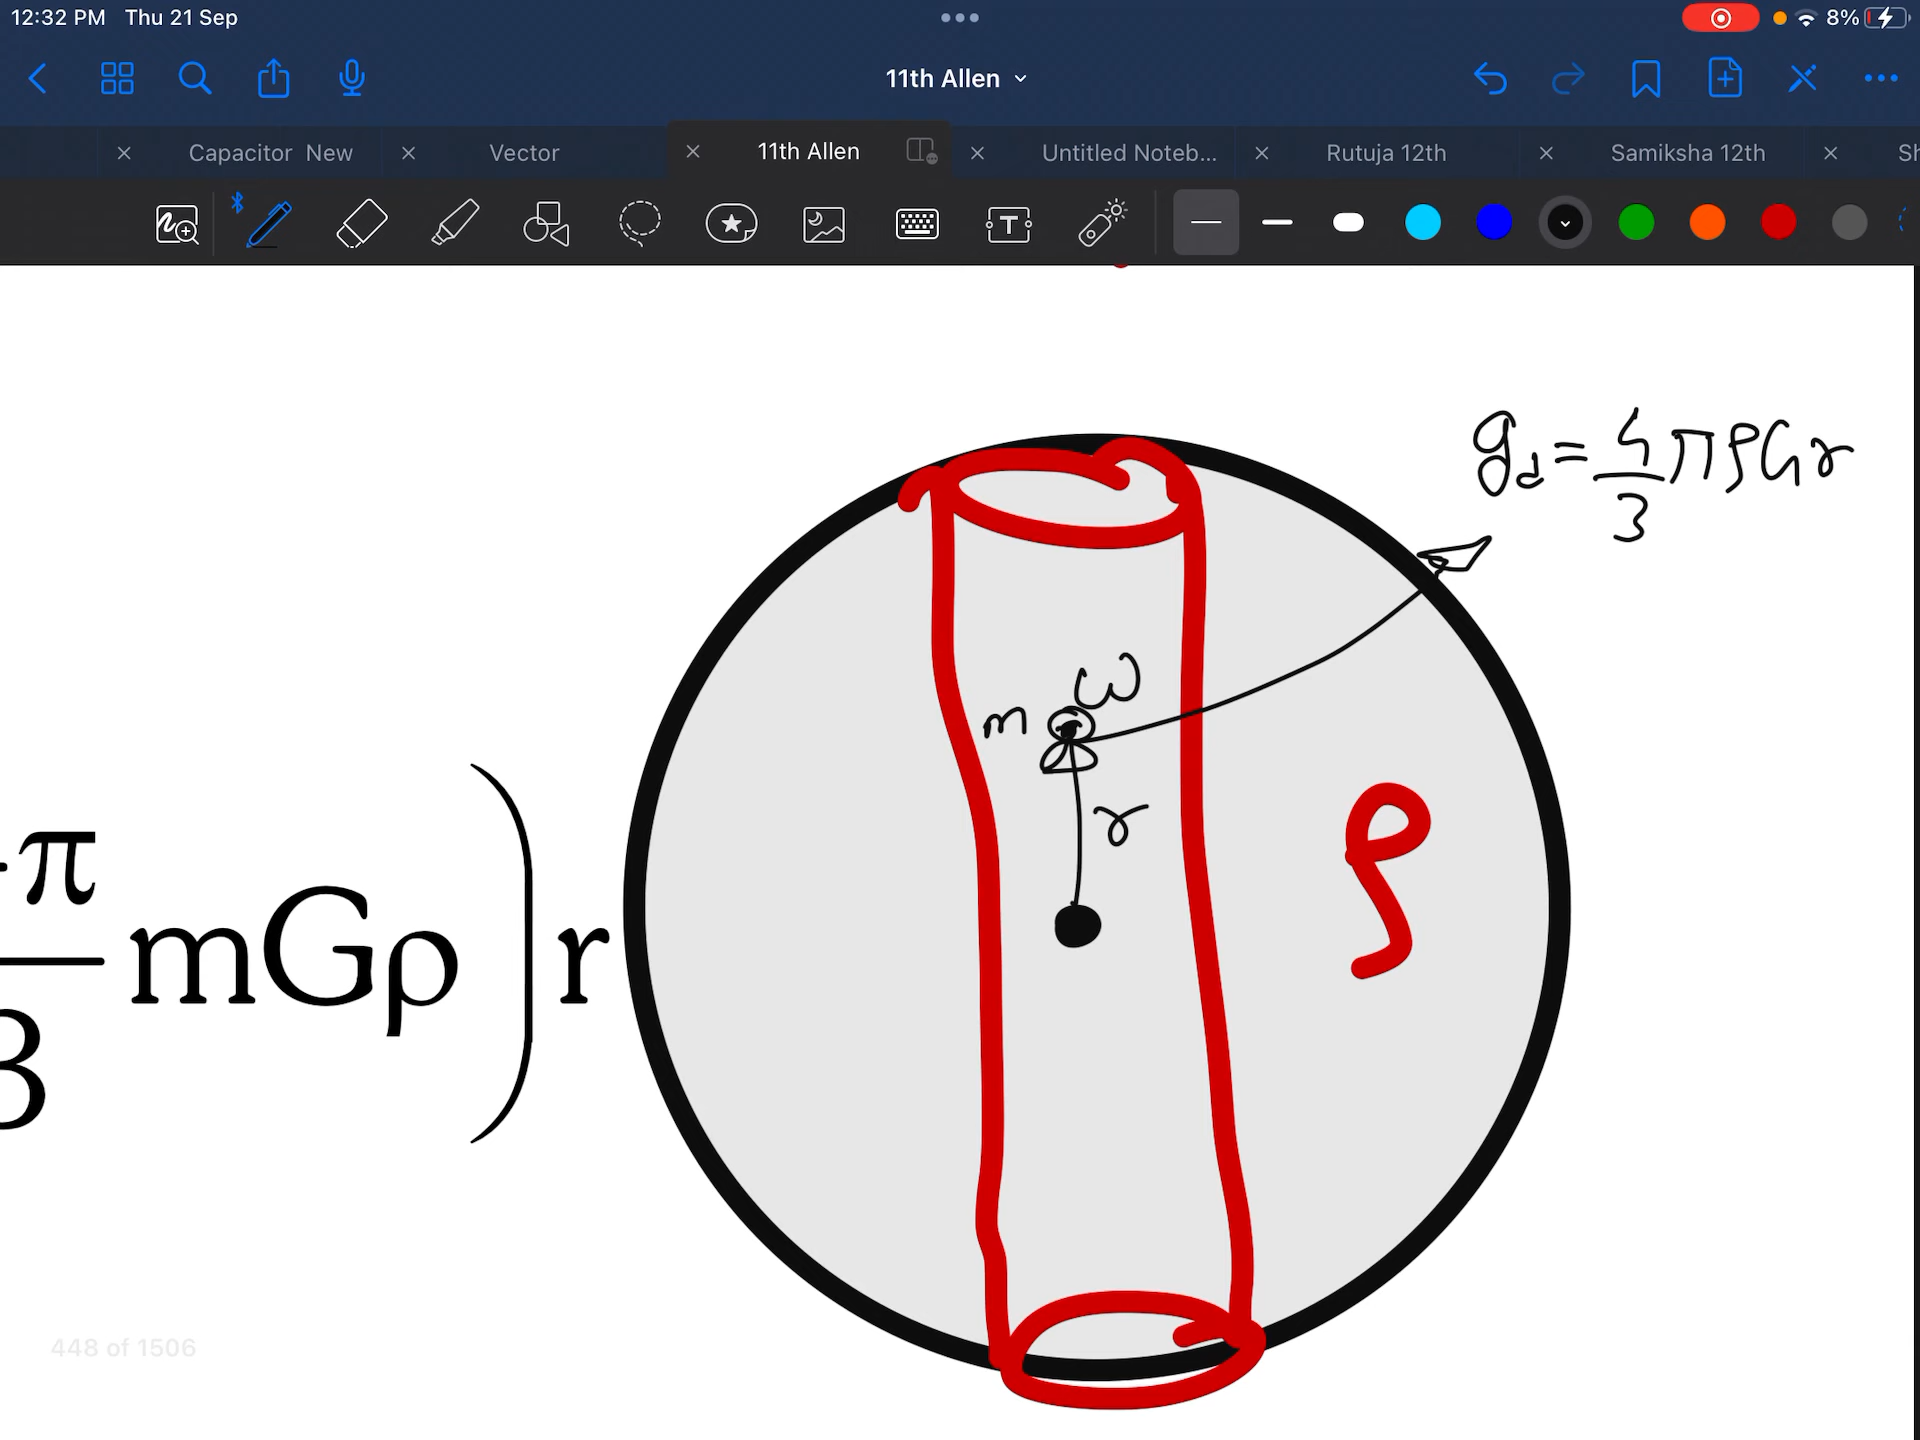 12:32 PM Thu 21 Sep 8%
11th Allen
Capacitor New Vector 11th Allen Untitled Noteb... Rutuja 12th Samiksha 12th Sh
T
g_d = 4/3 πρGr
ω
m
r
ρ
π/3 mGρ) r
448 of 1506